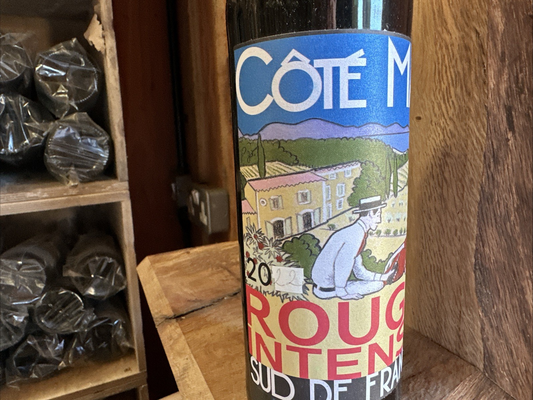 CÔTÉ M
20
ROUG
INTENS
SUD DE FRAN